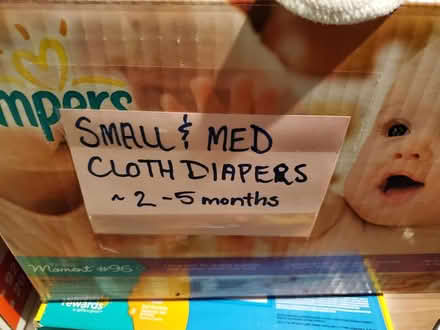 mpers
SMALL & MED
CLOTH DIAPERS
~ 2 - 5 months
Moment #95
rewards